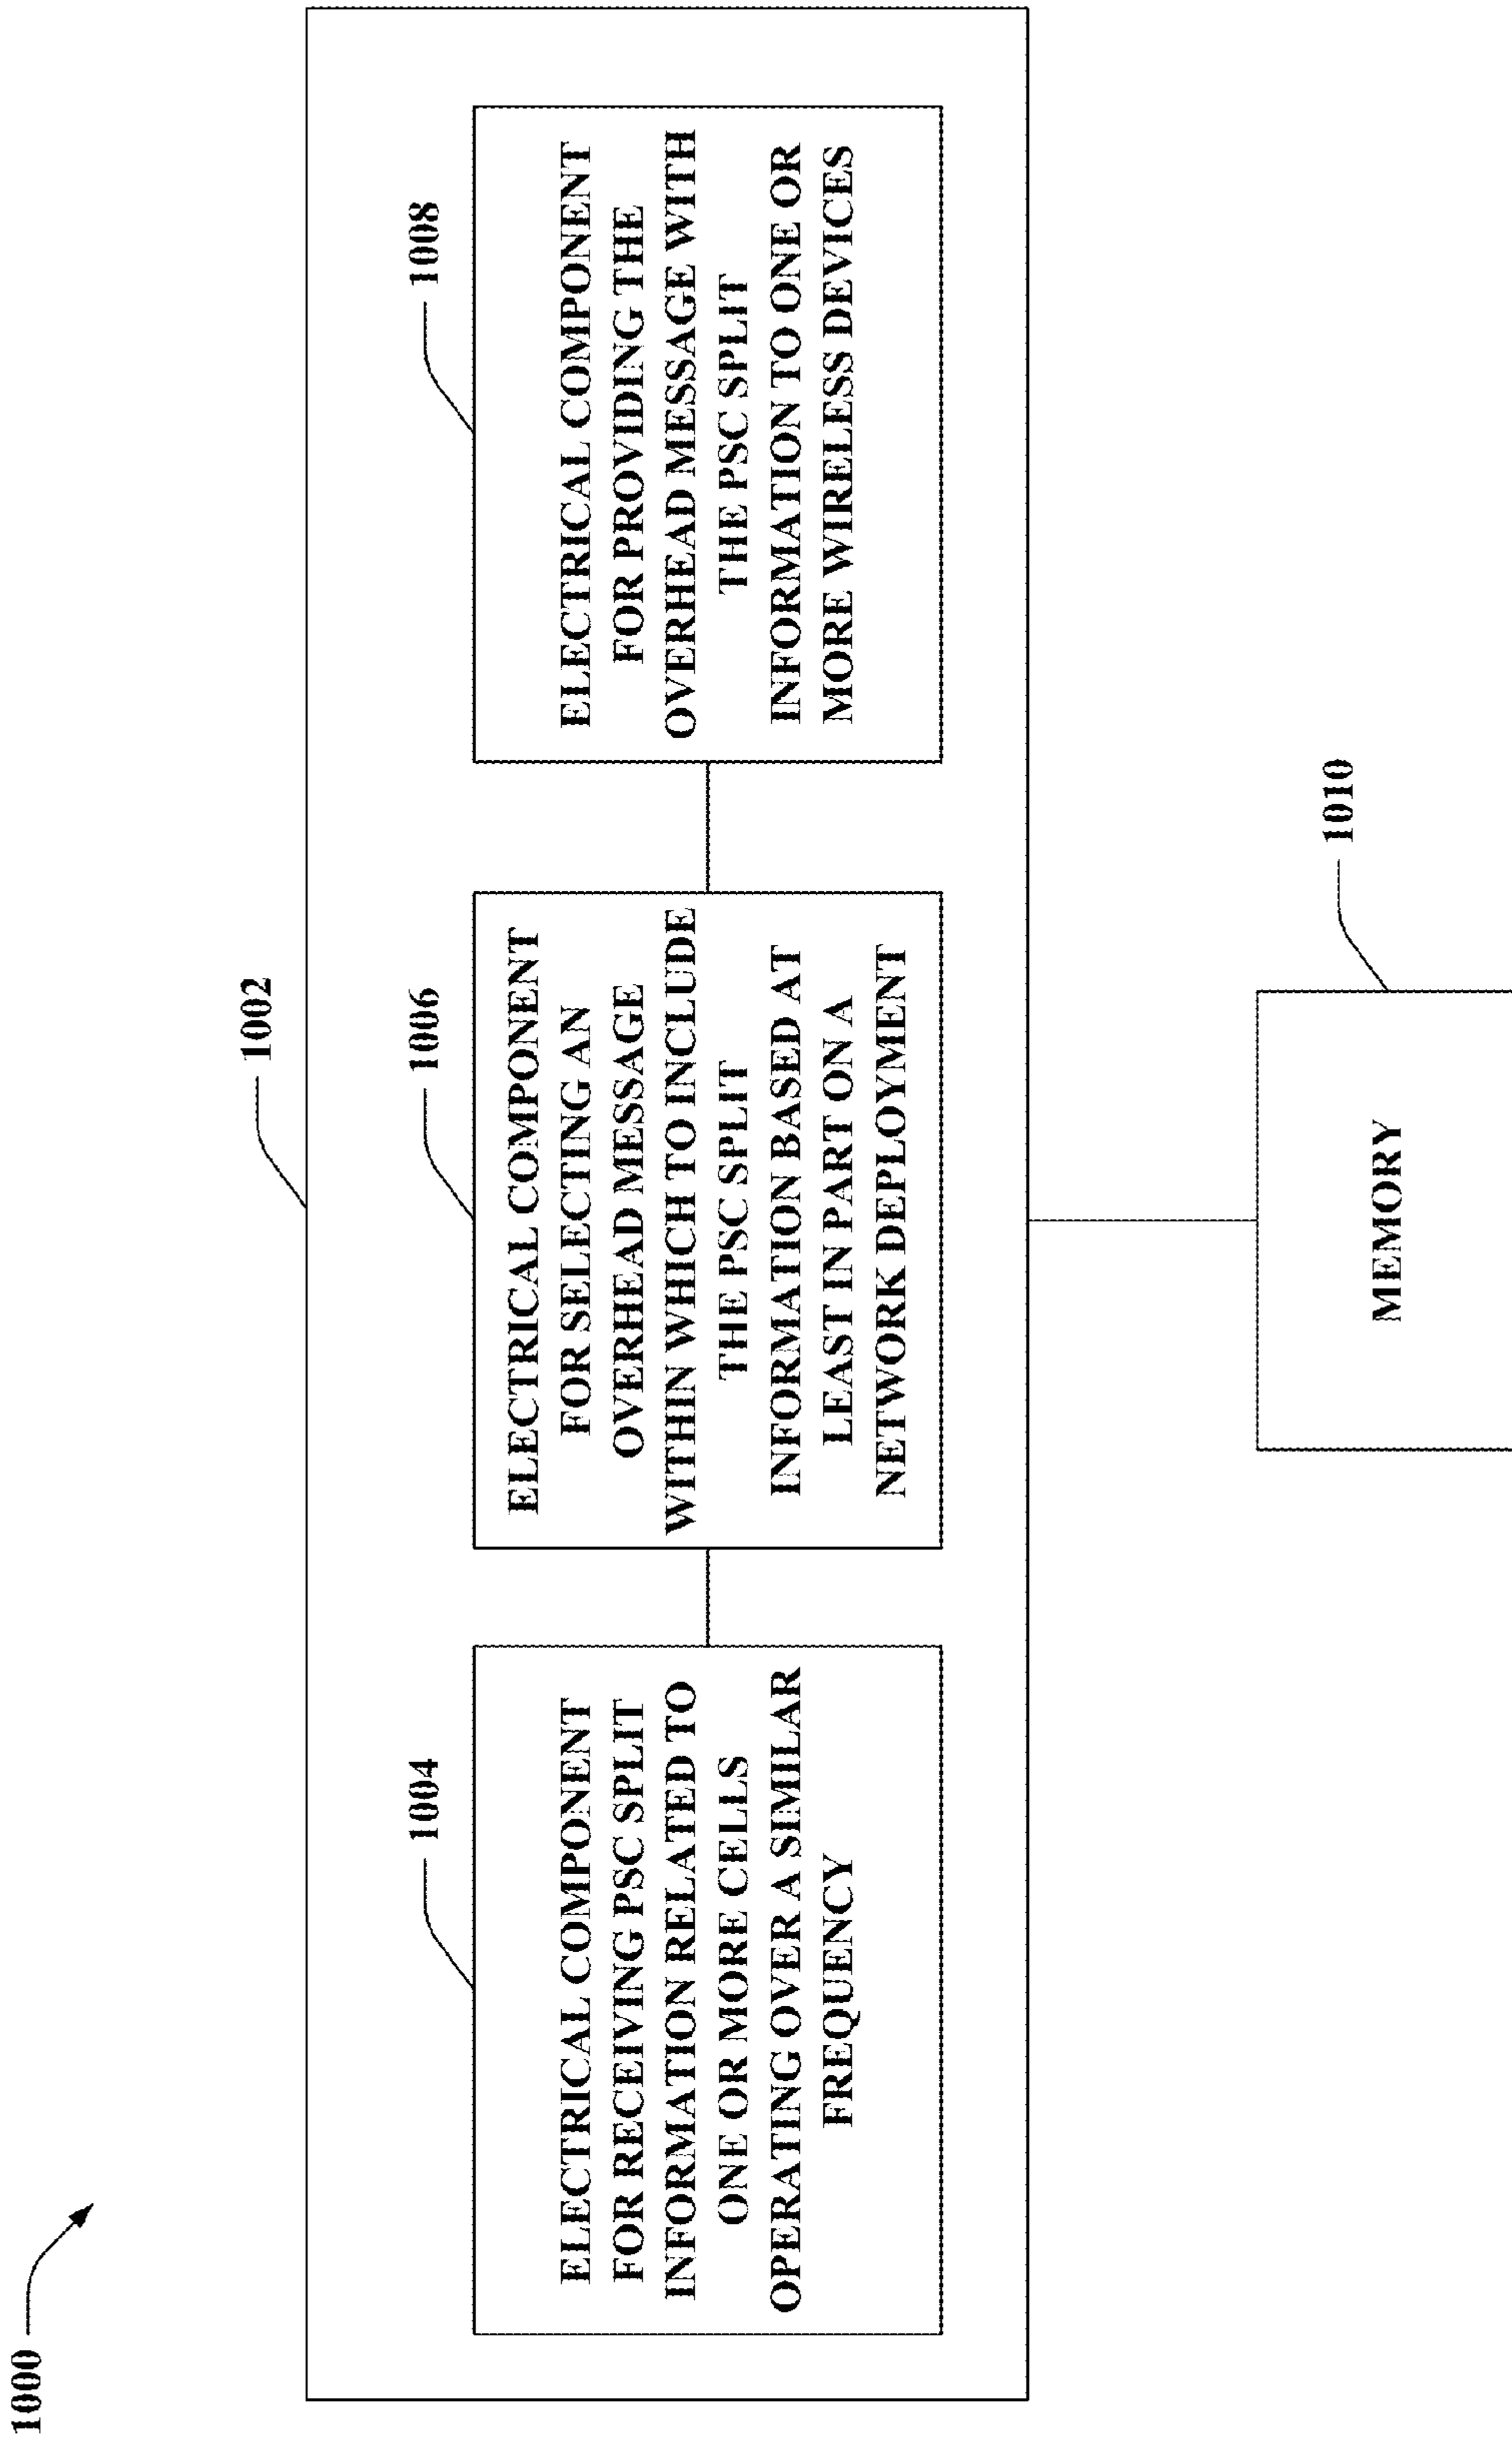 1000
1002
1004
ELECTRICAL COMPONENT
FOR RECEIVING PSC SPLIT
INFORMATION RELATED TO
ONE OR MORE CELLS
OPERATING OVER A SIMILAR
FREQUENCY
1006
ELECTRICAL COMPONENT
FOR SELECTING AN
OVERHEAD MESSAGE
WITHIN WHICH TO INCLUDE
THE PSC SPLIT
INFORMATION BASED AT
LEAST IN PART ON A
NETWORK DEPLOYMENT
1008
ELECTRICAL COMPONENT
FOR PROVIDING THE
OVERHEAD MESSAGE WITH
THE PSC SPLIT
INFORMATION TO ONE OR
MORE WIRELESS DEVICES
1010
MEMORY